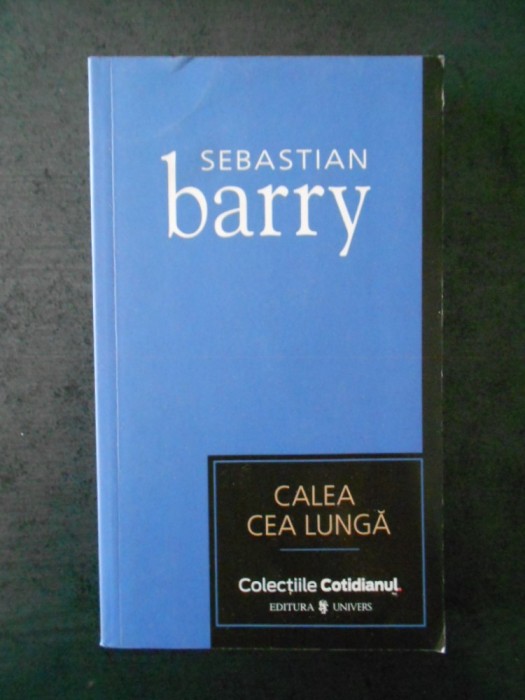 SEBASTIAN
barry
CALEA
CEA LUNGĂ
Colecțiile Cotidianul
EDITURA UNIVERS